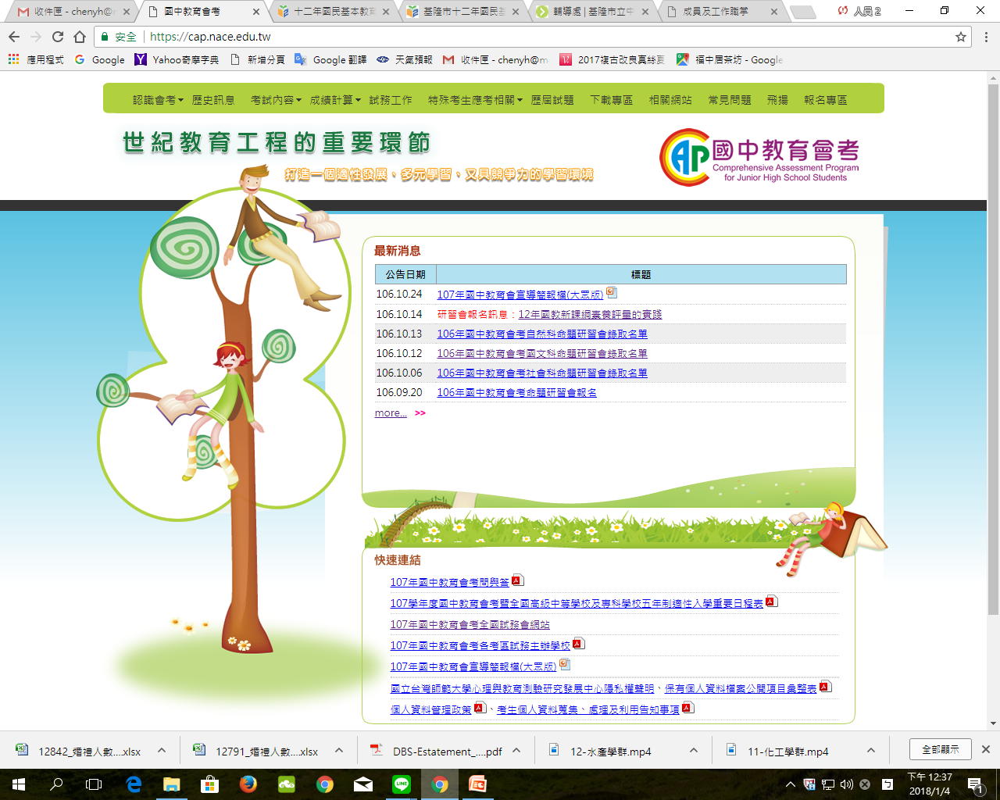 收件匣 - chenyh@m
國中教育會考
十二年國民基本教育
基隆市十二年國民基
輔導處 | 基隆市立中
成員及工作職掌
人員 2
安全 https://cap.nace.edu.tw
應用程式 Google Yahoo奇摩字典 新增分頁 Google 翻譯 天氣預報 收件匣 - chenyh@m 2017復古改良真絲夏 福中居茶坊 - Google
認識會考 歷史訊息 考試內容 成績計算 試務工作 特殊考生應考相關 歷屆試題 下載專區 相關網站 常見問題 飛揚 報名專區
世紀教育工程的重要環節
打造一個適性發展、多元學習、又具競爭力的學習環境
CAP 國中教育會考
Comprehensive Assessment Program
for Junior High School Students
最新消息
公告日期 標題
106.10.24 107年國中教育會宣導簡報檔(大眾版)
106.10.14 研習會報名訊息：12年國教新課綱素養評量的實踐
106.10.13 106年國中教育會考自然科命題研習會錄取名單
106.10.12 106年國中教育會考國文科命題研習會錄取名單
106.10.06 106年國中教育會考社會科命題研習會錄取名單
106.09.20 106年國中教育會考命題研習會報名
more... >>
快速連結
107年國中教育會考問與答
107學年度國中教育會考暨全國高級中等學校及專科學校五年制適性入學重要日程表
107年國中教育會考全國試務會網站
107年國中教育會考各考區試務主辦學校
107年國中教育會宣導簡報檔(大眾版)
國立台灣師範大學心理與教育測驗研究發展中心隱私權聲明、保有個人資料檔案公開項目彙整表
個人資料管理政策、考生個人資料蒐集、處理及利用告知事項
12842_婚禮人數....xlsx 12791_婚禮人數....xlsx DBS-Estatement_....pdf 12-水產學群.mp4 11-化工學群.mp4 全部顯示
下午 12:37
2018/1/4
1